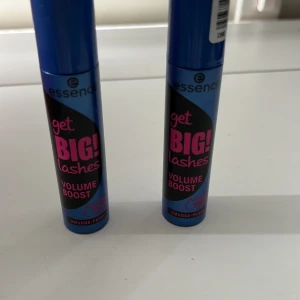 essence
get
BIG!
lashes
VOLUME
BOOST
essence
get
BIG!
lashes
VOLUME
BOOST